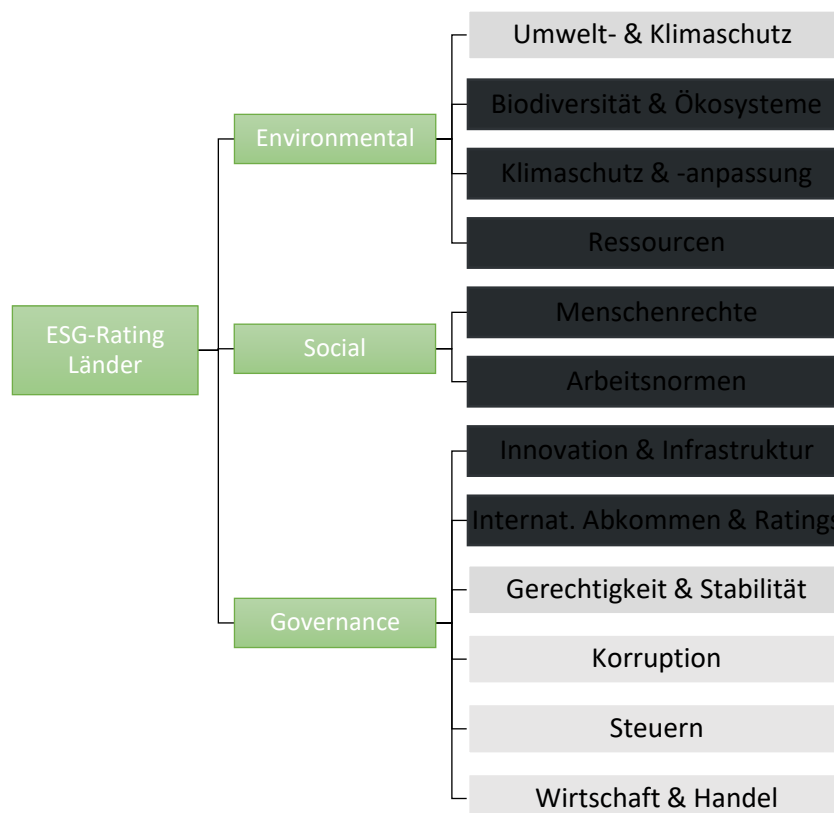 Umwelt- & Klimaschutz
Biodiversität & Ökosysteme
Environmental
Klimaschutz & -anpassung
Ressourcen
ESG-Rating
Länder
Menschenrechte
Social
Arbeitsnormen
Innovation & Infrastruktur
Internat. Abkommen & Ratings
Gerechtigkeit & Stabilität
Governance
Korruption
Steuern
Wirtschaft & Handel